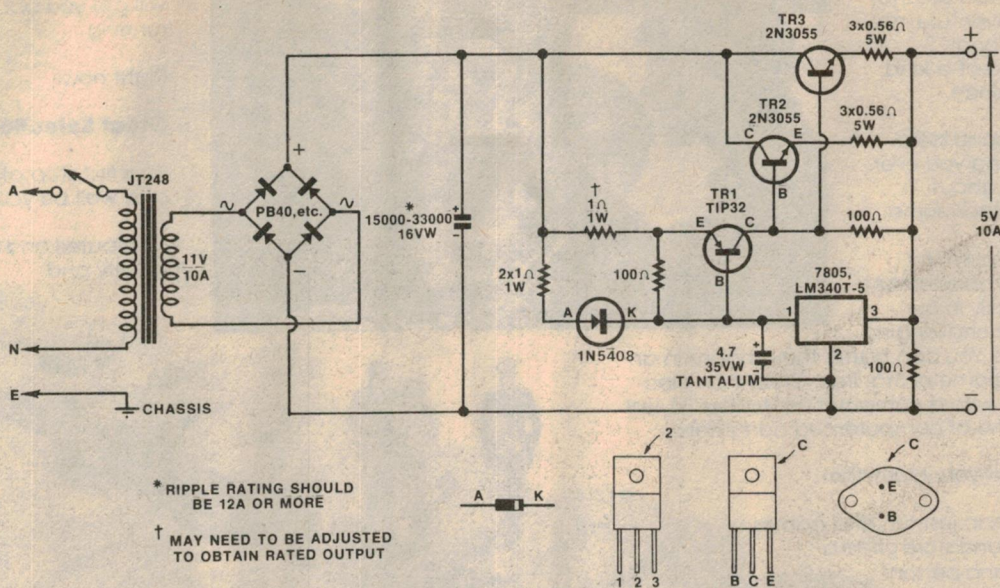 TR3
2N3055
3x0.56Ω
5W
+
TR2
2N3055
C
E
B
3x0.56Ω
5W
A
JT248
+
~
PB40,etc.
~
−
11V
10A
*
15000-33000
16VW
+
†
1Ω
1W
TR1
TIP32
E
C
B
100Ω
5V
10A
2x1Ω
1W
100Ω
7805,
LM340T-5
1
3
2
A
K
1N5408
+
4.7
35VW
TANTALUM
100Ω
N
E
CHASSIS
−
*RIPPLE RATING SHOULD
BE 12A OR MORE
† MAY NEED TO BE ADJUSTED
TO OBTAIN RATED OUTPUT
A
K
2
1 2 3
C
B C E
C
E
B